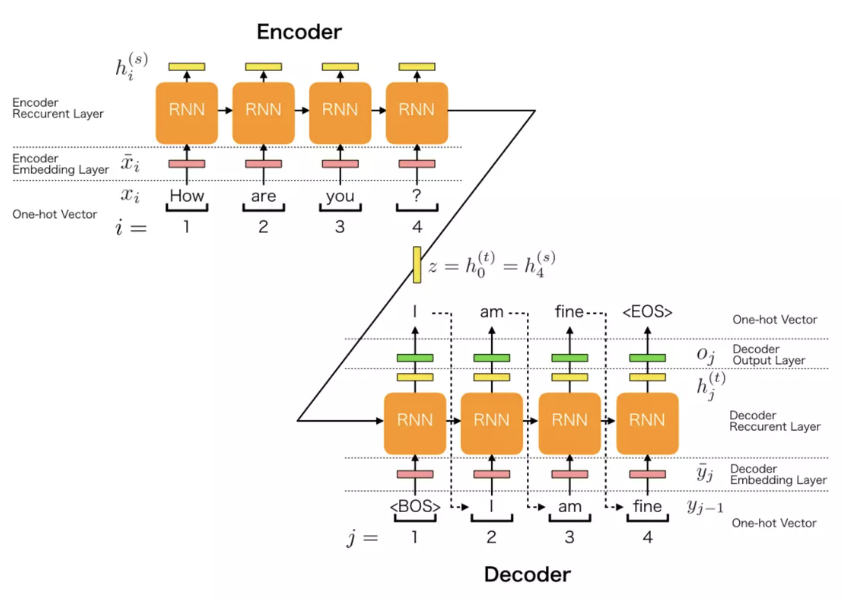 Encoder
h_i^{(s)}
Encoder
Reccurent Layer
RNN RNN RNN RNN
Encoder
Embedding Layer
x̄_i
x_i How are you ?
One-hot Vector
i = 1 2 3 4
z = h_0^{(t)} = h_4^{(s)}
I am fine <EOS>
One-hot Vector
o_j
Decoder
Output Layer
h_j^{(t)}
RNN RNN RNN RNN
Decoder
Reccurent Layer
ȳ_j
Decoder
Embedding Layer
<BOS> I am fine y_{j-1}
One-hot Vector
j = 1 2 3 4
Decoder